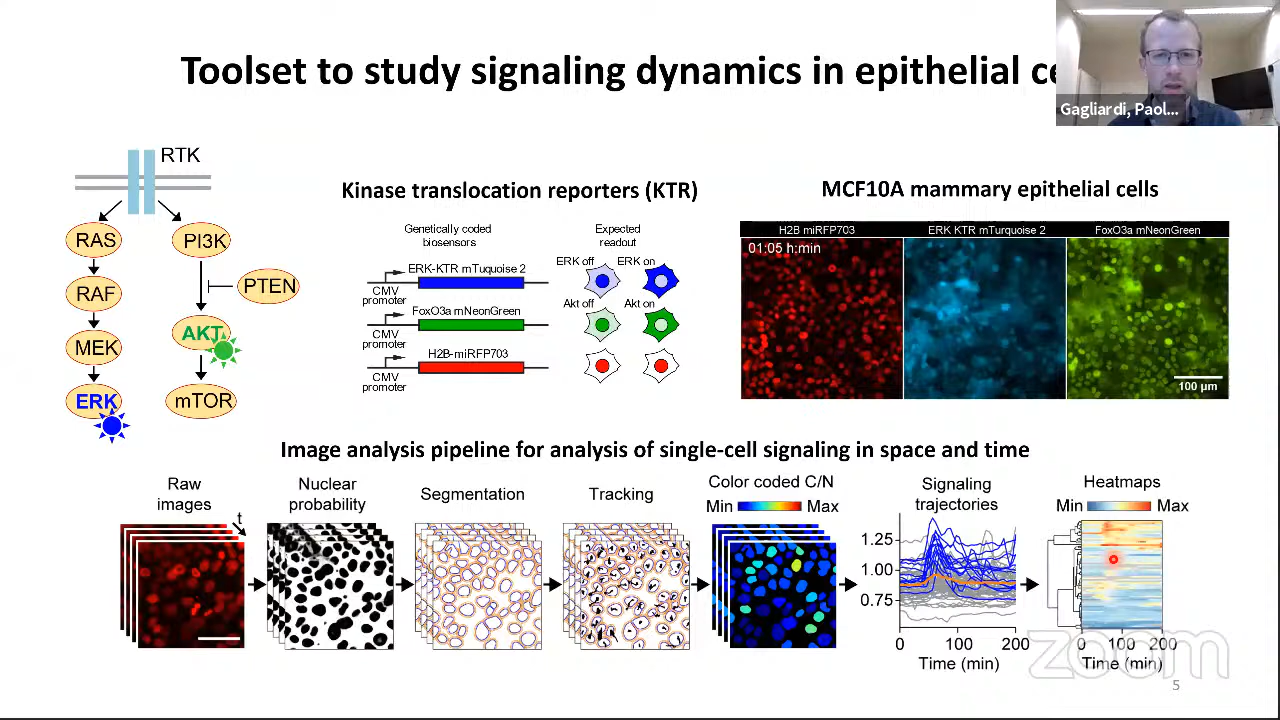 Toolset to study signaling dynamics in epithelial ce
Gagliardi, Paol...
RTK
RAS
PI3K
RAF
PTEN
MEK
AKT
ERK
mTOR
Kinase translocation reporters (KTR)
Genetically coded
biosensors
Expected
readout
ERK-KTR mTuquoise 2
CMV
promoter
ERK off
ERK on
FoxO3a mNeonGreen
CMV
promoter
Akt off
Akt on
H2B-miRFP703
CMV
promoter
MCF10A mammary epithelial cells
H2B miRFP703
ERK KTR mTurquoise 2
FoxO3a mNeonGreen
01:05 h:min
100 µm
Image analysis pipeline for analysis of single-cell signaling in space and time
Raw
images
t
Nuclear
probability
Segmentation
Tracking
Color coded C/N
Min
Max
Signaling
trajectories
1.25
1.00
0.75
0
100
200
Time (min)
Heatmaps
Min
Max
0
100
200
Time (min)
zoom
5